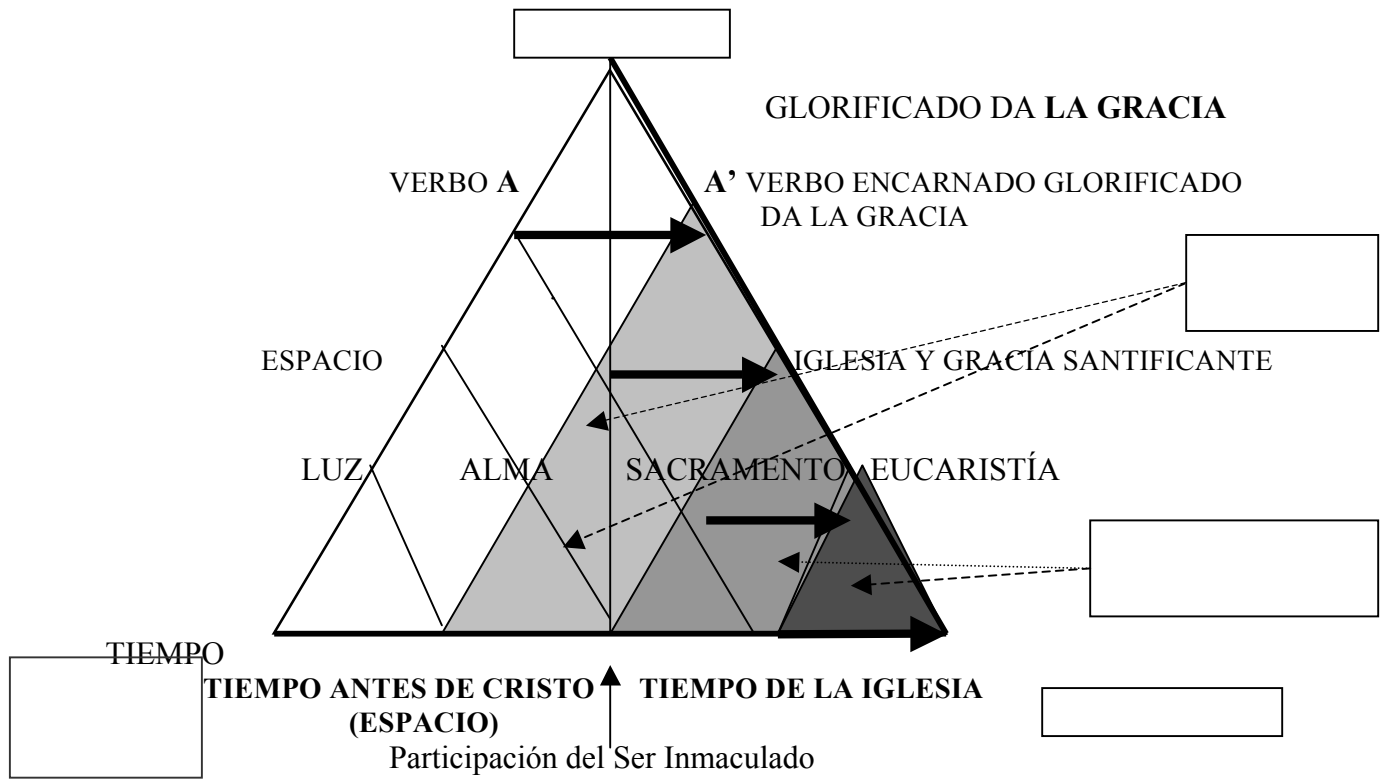 GLORIFICADO DA LA GRACIA
VERBO A
A’ VERBO ENCARNADO GLORIFICADO
DA LA GRACIA
ESPACIO
IGLESIA Y GRACIA SANTIFICANTE
LUZ
ALMA
SACRAMENTO
EUCARISTÍA
TIEMPO
TIEMPO ANTES DE CRISTO
(ESPACIO)
TIEMPO DE LA IGLESIA
Participación del Ser Inmaculado